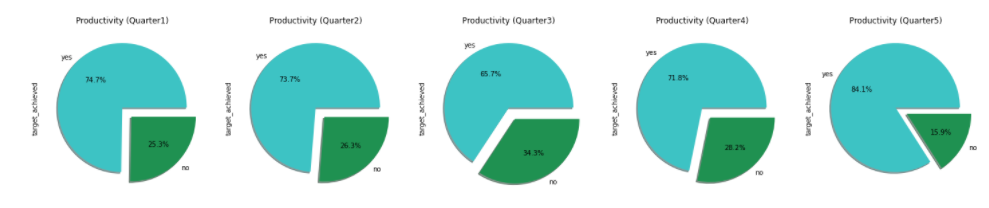 Productivity (Quarter1)
yes
74.7%
target_achieved
25.3%
no
Productivity (Quarter2)
yes
73.7%
target_achieved
26.3%
no
Productivity (Quarter3)
yes
65.7%
target_achieved
34.3%
no
Productivity (Quarter4)
yes
71.8%
target_achieved
28.2%
no
Productivity (Quarter5)
yes
84.1%
target_achieved
15.9%
no